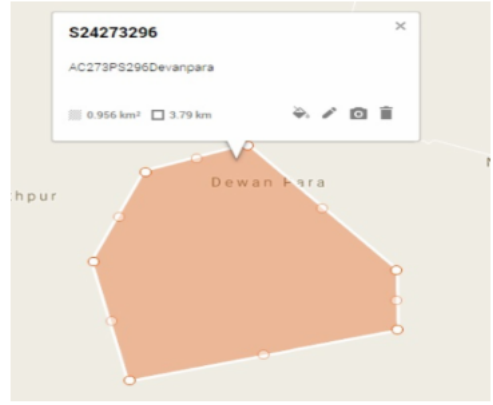 S24273296
AC273PS296Devanpara
0.956 km² 3.79 km
Dewan Para
hpur